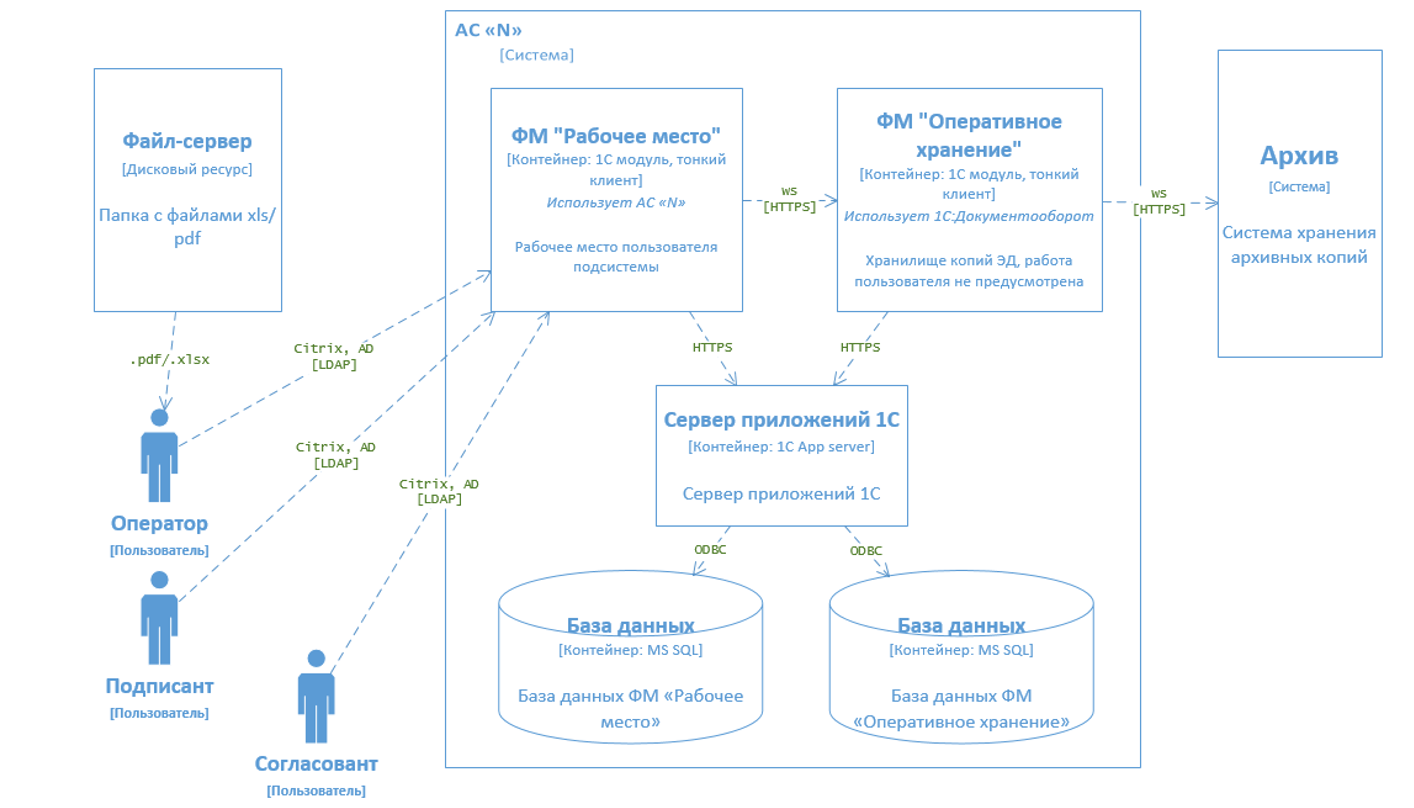 АС «N»
[Система]
Файл-сервер
[Дисковый ресурс]
Папка с файлами xls/
pdf
ФМ "Рабочее место"
[Контейнер: 1С модуль, тонкий
клиент]
Использует АС «N»
Рабочее место пользователя
подсистемы
ws
[HTTPS]
ФМ "Оперативное
хранение"
[Контейнер: 1С модуль, тонкий
клиент]
Использует 1С:Документооборот
Хранилище копий ЭД, работа
пользователя не предусмотрена
ws
[HTTPS]
Архив
[Система]
Система хранения
архивных копий
.pdf/.xlsx
Citrix, AD
[LDAP]
HTTPS
HTTPS
Оператор
[Пользователь]
Citrix, AD
[LDAP]
Citrix, AD
[LDAP]
Сервер приложений 1С
[Контейнер: 1С App server]
Сервер приложений 1С
ODBC
ODBC
Подписант
[Пользователь]
Согласовант
[Пользователь]
База данных
[Контейнер: MS SQL]
База данных ФМ «Рабочее
место»
База данных
[Контейнер: MS SQL]
База данных ФМ
«Оперативное хранение»